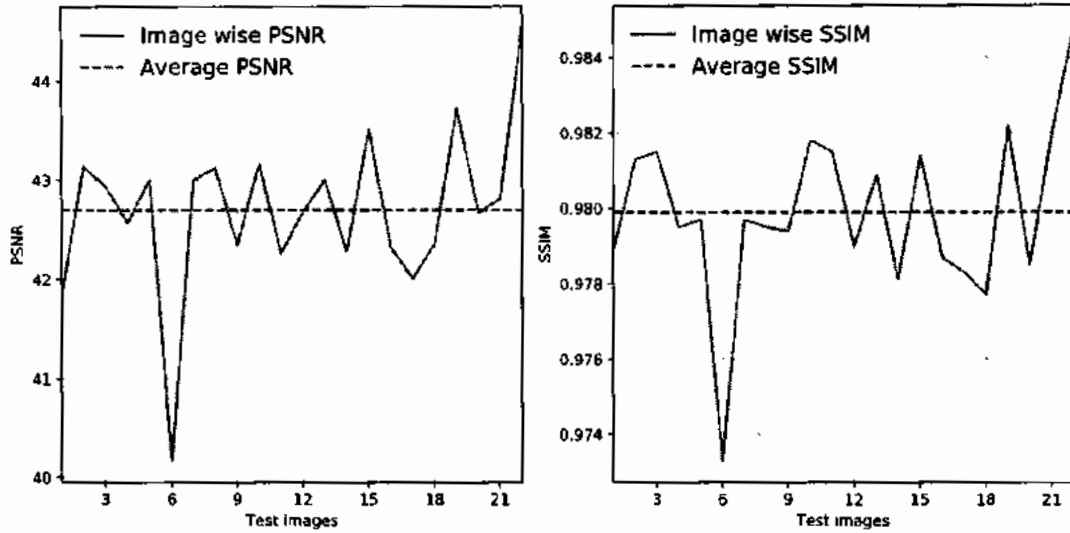 Image wise PSNR
Average PSNR
44
43
42
41
40
PSNR
3 6 9 12 15 18 21
Test Images
Image wise SSIM
Average SSIM
0.984
0.982
0.980
0.978
0.976
0.974
SSIM
3 6 9 12 15 18 21
Test images